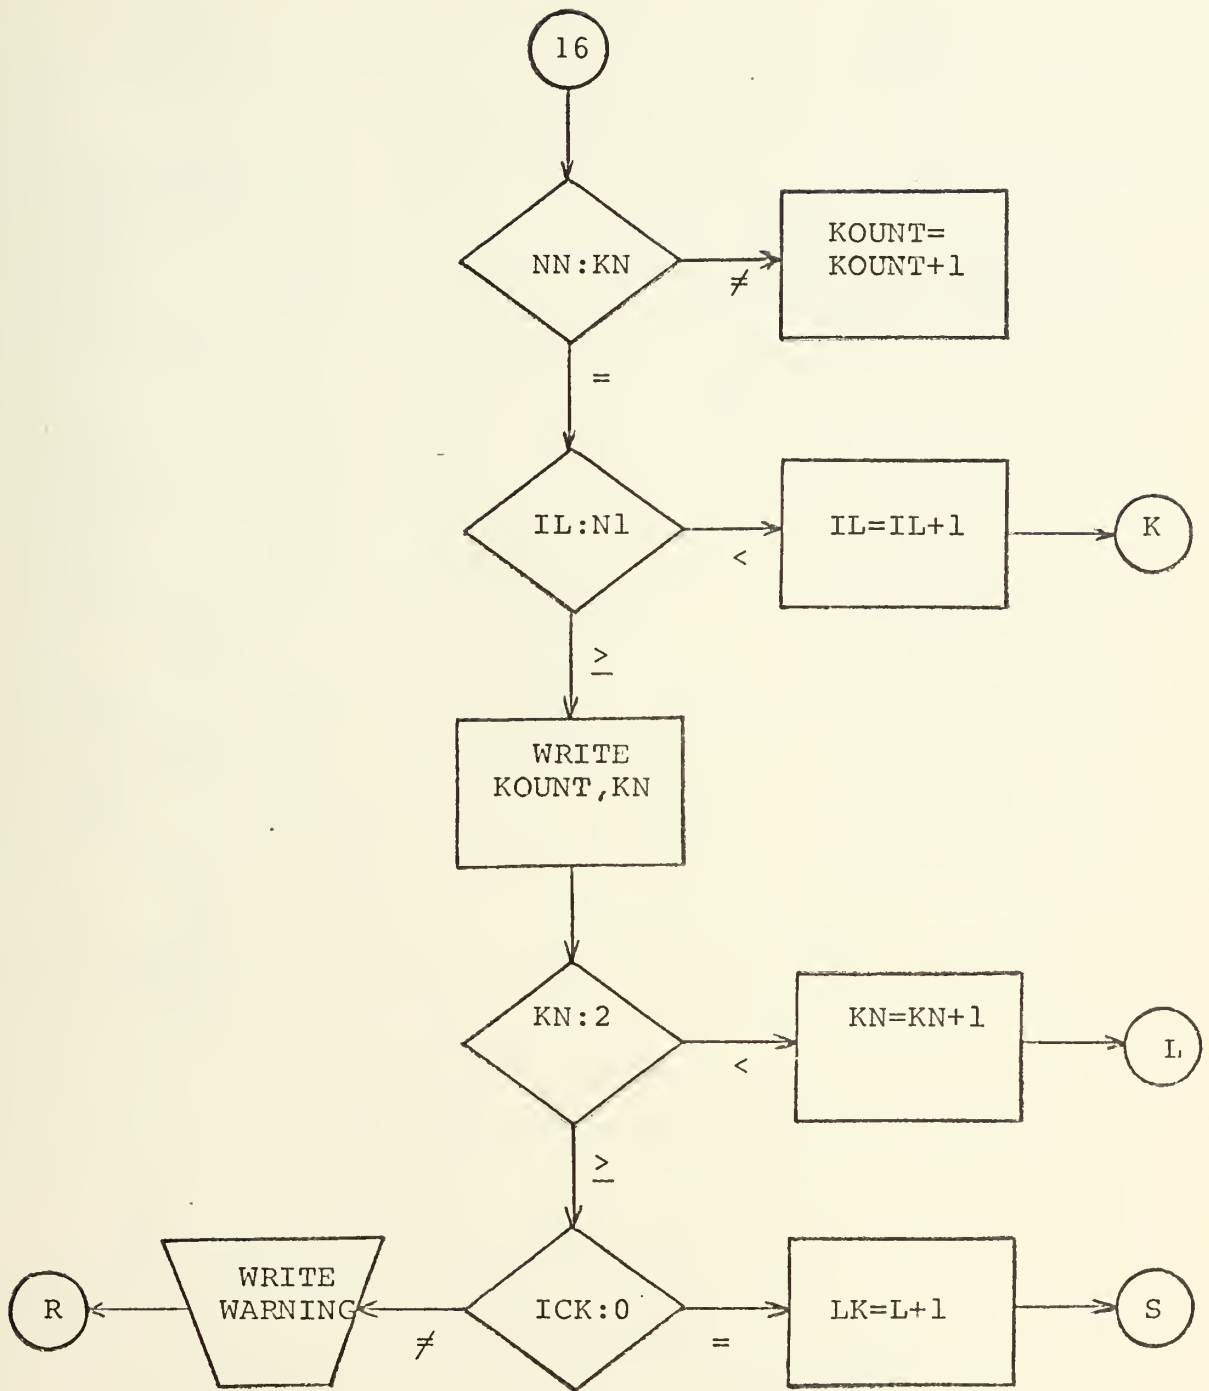 16
NN:KN
≠
KOUNT=
KOUNT+1
=
IL:N1
<
IL=IL+1
K
≥
WRITE
KOUNT,KN
KN:2
<
KN=KN+1
L
≥
R
WRITE
WARNING
≠
ICK:0
=
LK=L+1
S